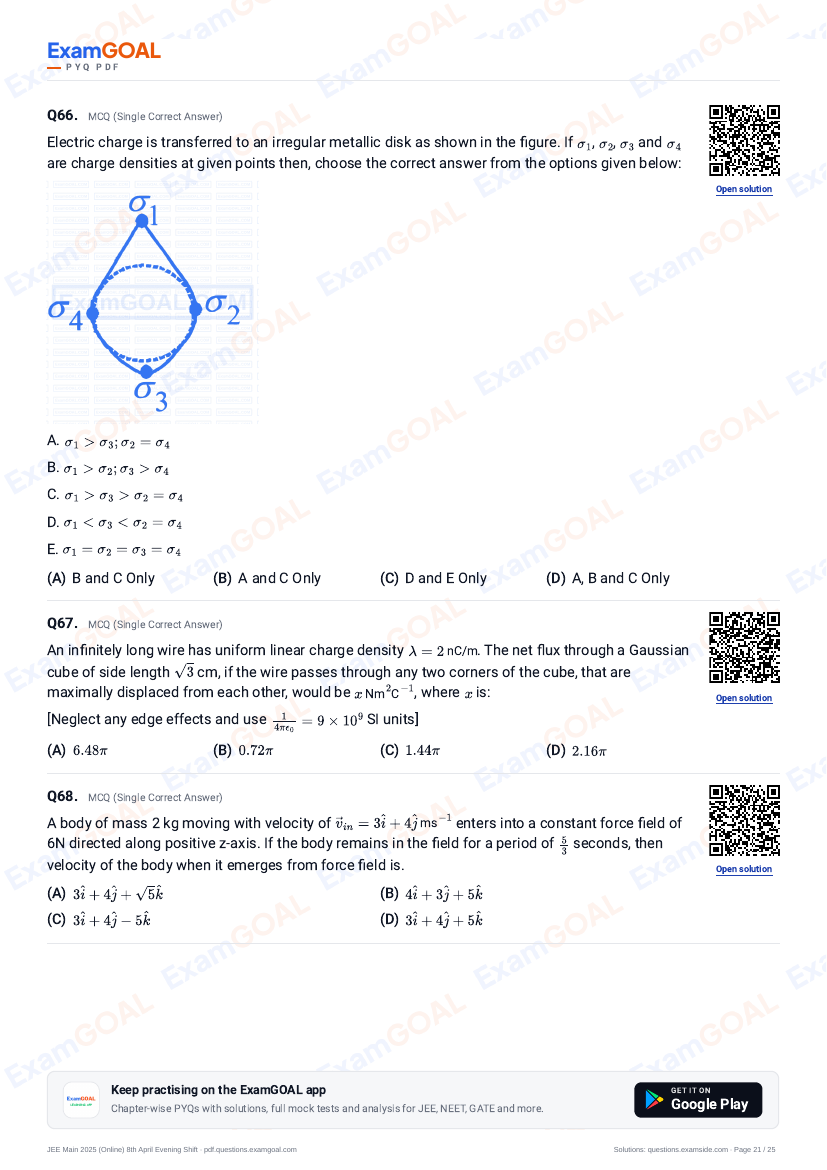 ExamGOAL
PYQ PDF
Q66. MCQ (Single Correct Answer)
Electric charge is transferred to an irregular metallic disk as shown in the figure. If σ₁, σ₂, σ₃ and σ₄
are charge densities at given points then, choose the correct answer from the options given below:
Open solution
σ₁
ExamGOAL.COM
σ₄ σ₂
σ₃
A. σ₁ > σ₃; σ₂ = σ₄
B. σ₁ > σ₂; σ₃ > σ₄
C. σ₁ > σ₃ > σ₂ = σ₄
D. σ₁ < σ₃ < σ₂ = σ₄
E. σ₁ = σ₂ = σ₃ = σ₄
(A) B and C Only (B) A and C Only (C) D and E Only (D) A, B and C Only
Q67. MCQ (Single Correct Answer)
An infinitely long wire has uniform linear charge density λ = 2 nC/m. The net flux through a Gaussian
cube of side length √3 cm, if the wire passes through any two corners of the cube, that are
maximally displaced from each other, would be x Nm²C⁻¹, where x is:
Open solution
[Neglect any edge effects and use 1/(4πϵ₀) = 9 × 10⁹ SI units]
(A) 6.48π (B) 0.72π (C) 1.44π (D) 2.16π
Q68. MCQ (Single Correct Answer)
A body of mass 2 kg moving with velocity of v⃗ᵢₙ = 3î + 4ĵ ms⁻¹ enters into a constant force field of
6N directed along positive z-axis. If the body remains in the field for a period of 5/3 seconds, then
velocity of the body when it emerges from force field is.
Open solution
(A) 3î + 4ĵ + √5k̂ (B) 4î + 3ĵ + 5k̂
(C) 3î + 4ĵ − 5k̂ (D) 3î + 4ĵ + 5k̂
Keep practising on the ExamGOAL app
Chapter-wise PYQs with solutions, full mock tests and analysis for JEE, NEET, GATE and more.
GET IT ON
Google Play
JEE Main 2025 (Online) 8th April Evening Shift · pdf.questions.examgoal.com Solutions: questions.examside.com · Page 21 / 25